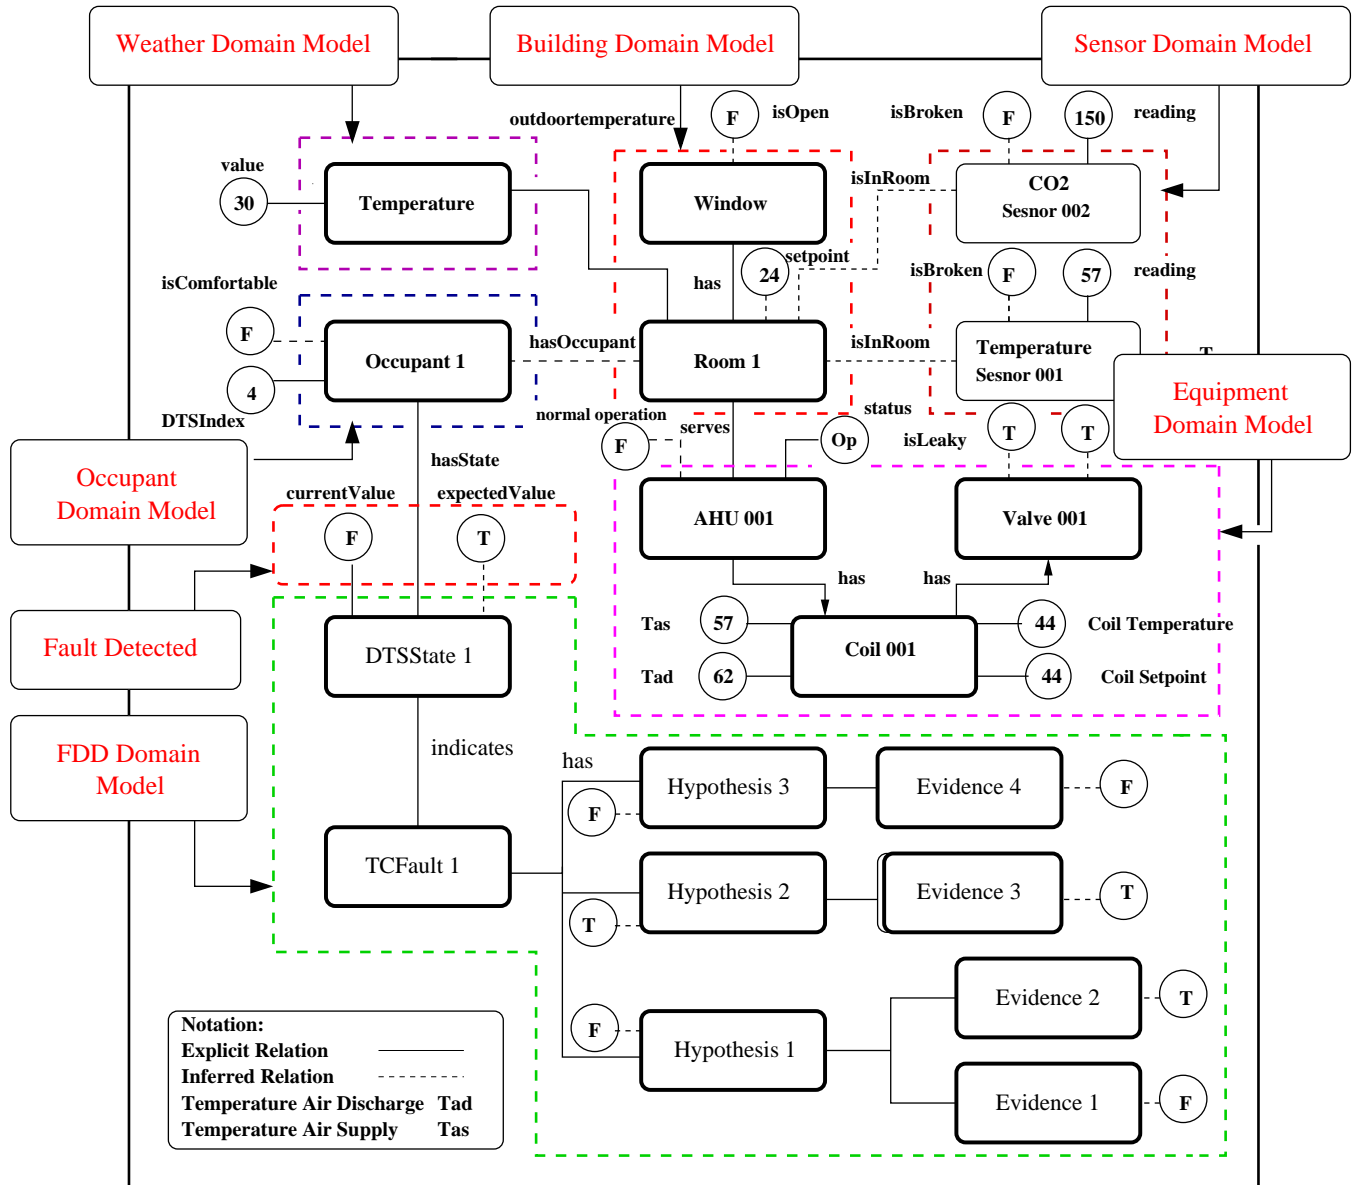 Weather Domain Model
Building Domain Model
Sensor Domain Model
outdoortemperature
F
isOpen
isBroken
F
150
reading
value
30
Temperature
Window
isInRoom
CO2
Sesnor 002
isComfortable
has
24
setpoint
isBroken
F
57
reading
F
Occupant 1
hasOccupant
Room 1
isInRoom
Temperature
Sesnor 001
T
4
DTSIndex
normal operation
F
serves
status
Op
isLeaky
T
T
Equipment
Domain Model
Occupant
Domain Model
hasState
currentValue
expectedValue
F
T
AHU 001
Valve 001
has
has
Fault Detected
DTSState 1
Tas
57
Tad
62
Coil 001
44
Coil Temperature
44
Coil Setpoint
FDD Domain
Model
indicates
has
F
Hypothesis 3
Evidence 4
F
TCFault 1
T
Hypothesis 2
Evidence 3
T
F
Hypothesis 1
Evidence 2
T
Evidence 1
F
Notation:
Explicit Relation
Inferred Relation
Temperature Air Discharge Tad
Temperature Air Supply Tas